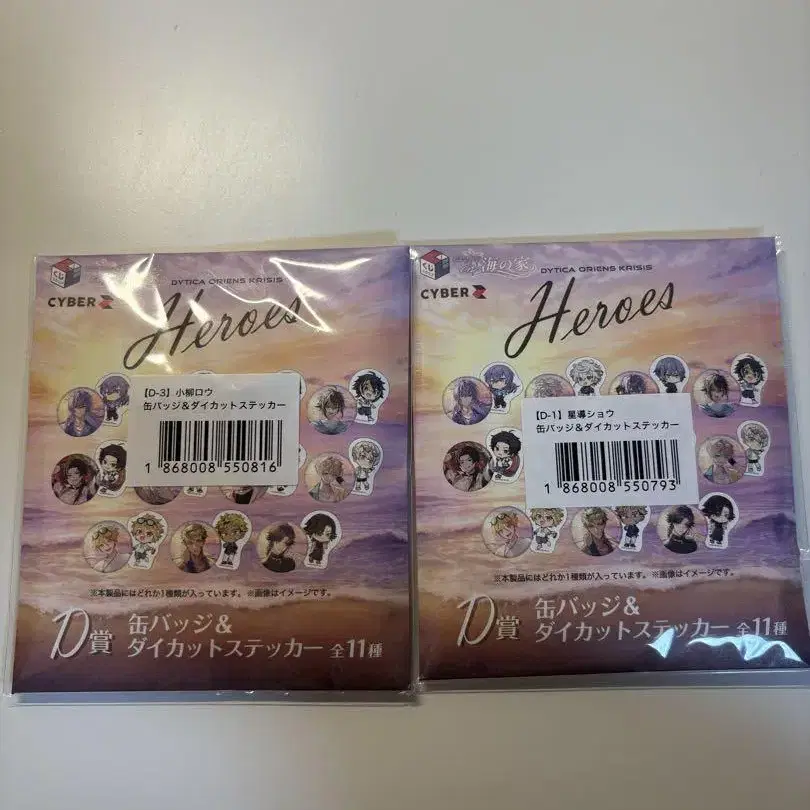 くじ
CYBER Z
DYTICA ORIENS KRISIS
Heroes
【D-3】小柳ロウ
缶バッジ&ダイカットステッカー
1 868008 550816
※本製品にはどれか1種類が入っています。 ※画像はイメージです。
D賞
缶バッジ&
ダイカットステッカー 全11種
海の家
CYBER Z
DYTICA ORIENS KRISIS
Heroes
【D-1】星導ショウ
缶バッジ&ダイカットステッカー
1 868008 550793
※本製品にはどれか1種類が入っています。 ※画像はイメージです。
D賞
缶バッジ&
ダイカットステッカー 全11種